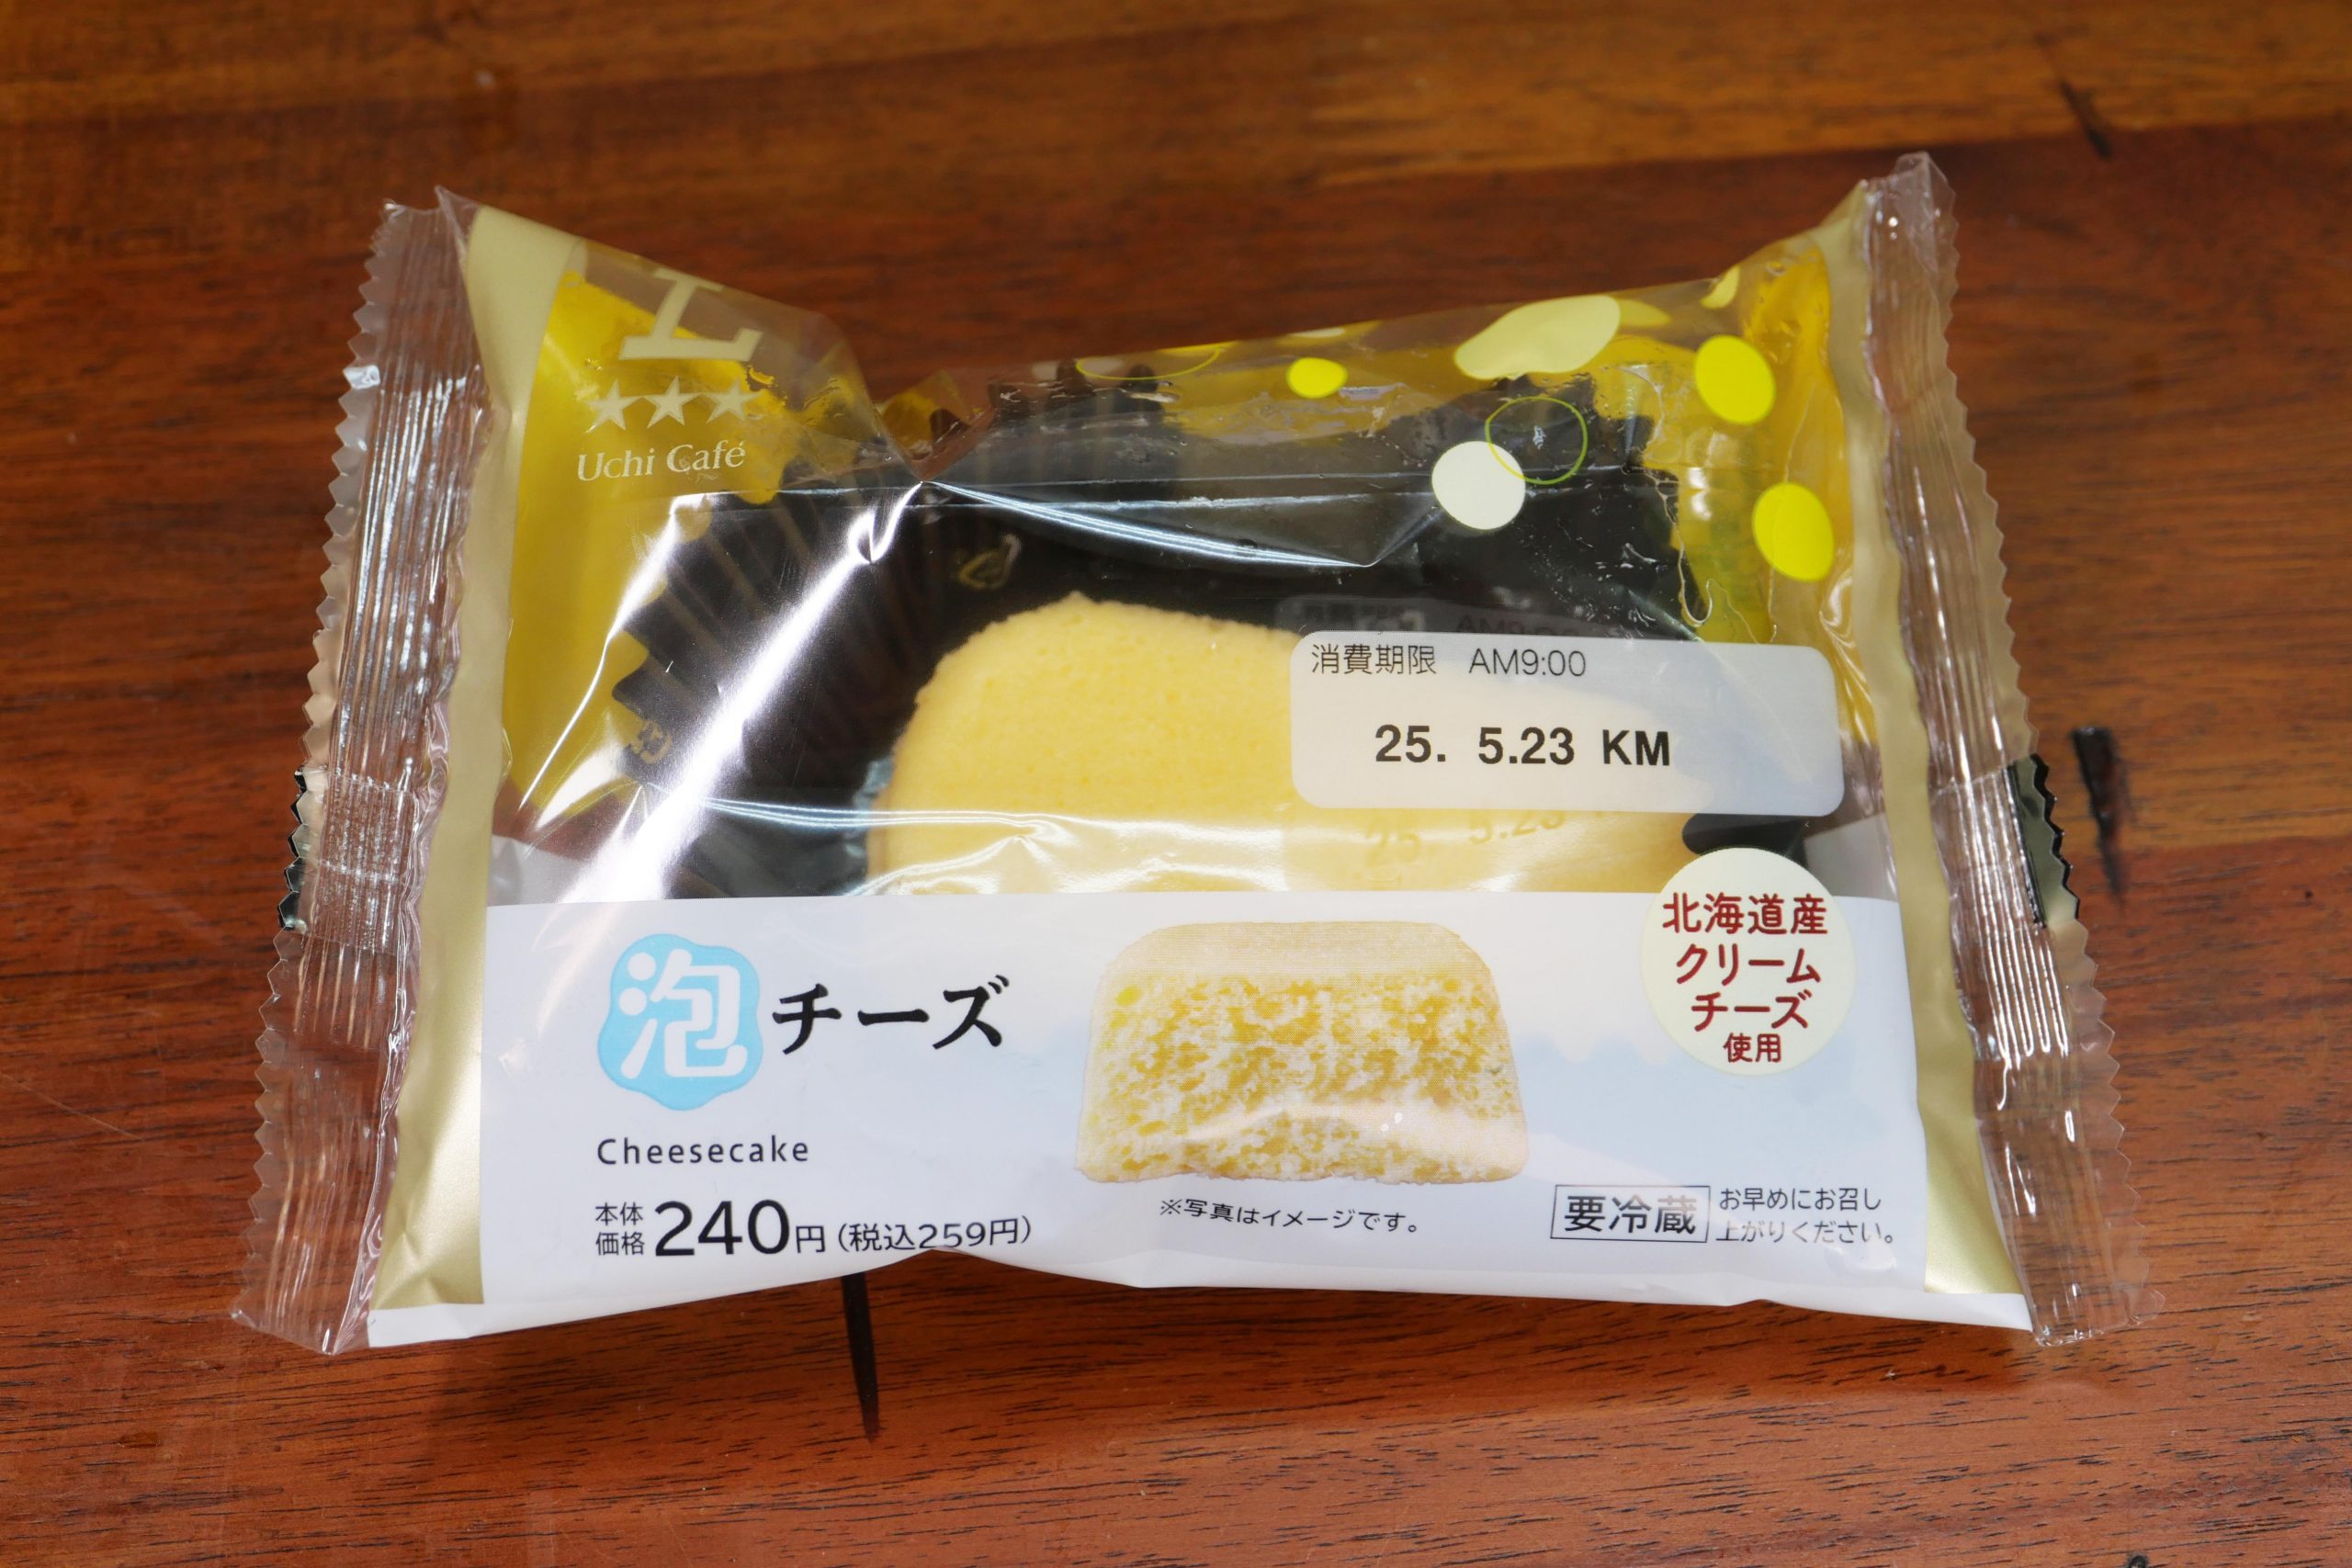 Uchi Café
消費期限 AM9:00
25. 5.23 KM
北海道産
クリーム
チーズ
使用
泡チーズ
Cheesecake
本体価格 240円 (税込259円)
※写真はイメージです。
要冷蔵 お早めにお召し
上がりください。